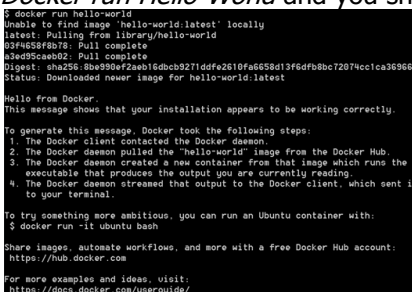 Docker run Hello World and you sh
$ docker run hello-world
Unable to find image 'hello-world:latest' locally
latest: Pulling from library/hello-world
03f4658f8b78: Pull complete
a3ed95caeb02: Pull complete
Digest: sha256:8be990ef2aeb16dbcb9271ddfe2610fa6658d13f6dfb8bc72074cc1ca36966
Status: Downloaded newer image for hello-world:latest
Hello from Docker.
This message shows that your installation appears to be working correctly.
To generate this message, Docker took the following steps:
1. The Docker client contacted the Docker daemon.
2. The Docker daemon pulled the "hello-world" image from the Docker Hub.
3. The Docker daemon created a new container from that image which runs the
executable that produces the output you are currently reading.
4. The Docker daemon streamed that output to the Docker client, which sent i
to your terminal.
To try something more ambitious, you can run an Ubuntu container with:
$ docker run -it ubuntu bash
Share images, automate workflows, and more with a free Docker Hub account:
https://hub.docker.com
For more examples and ideas, visit:
https://docs.docker.com/userguide/